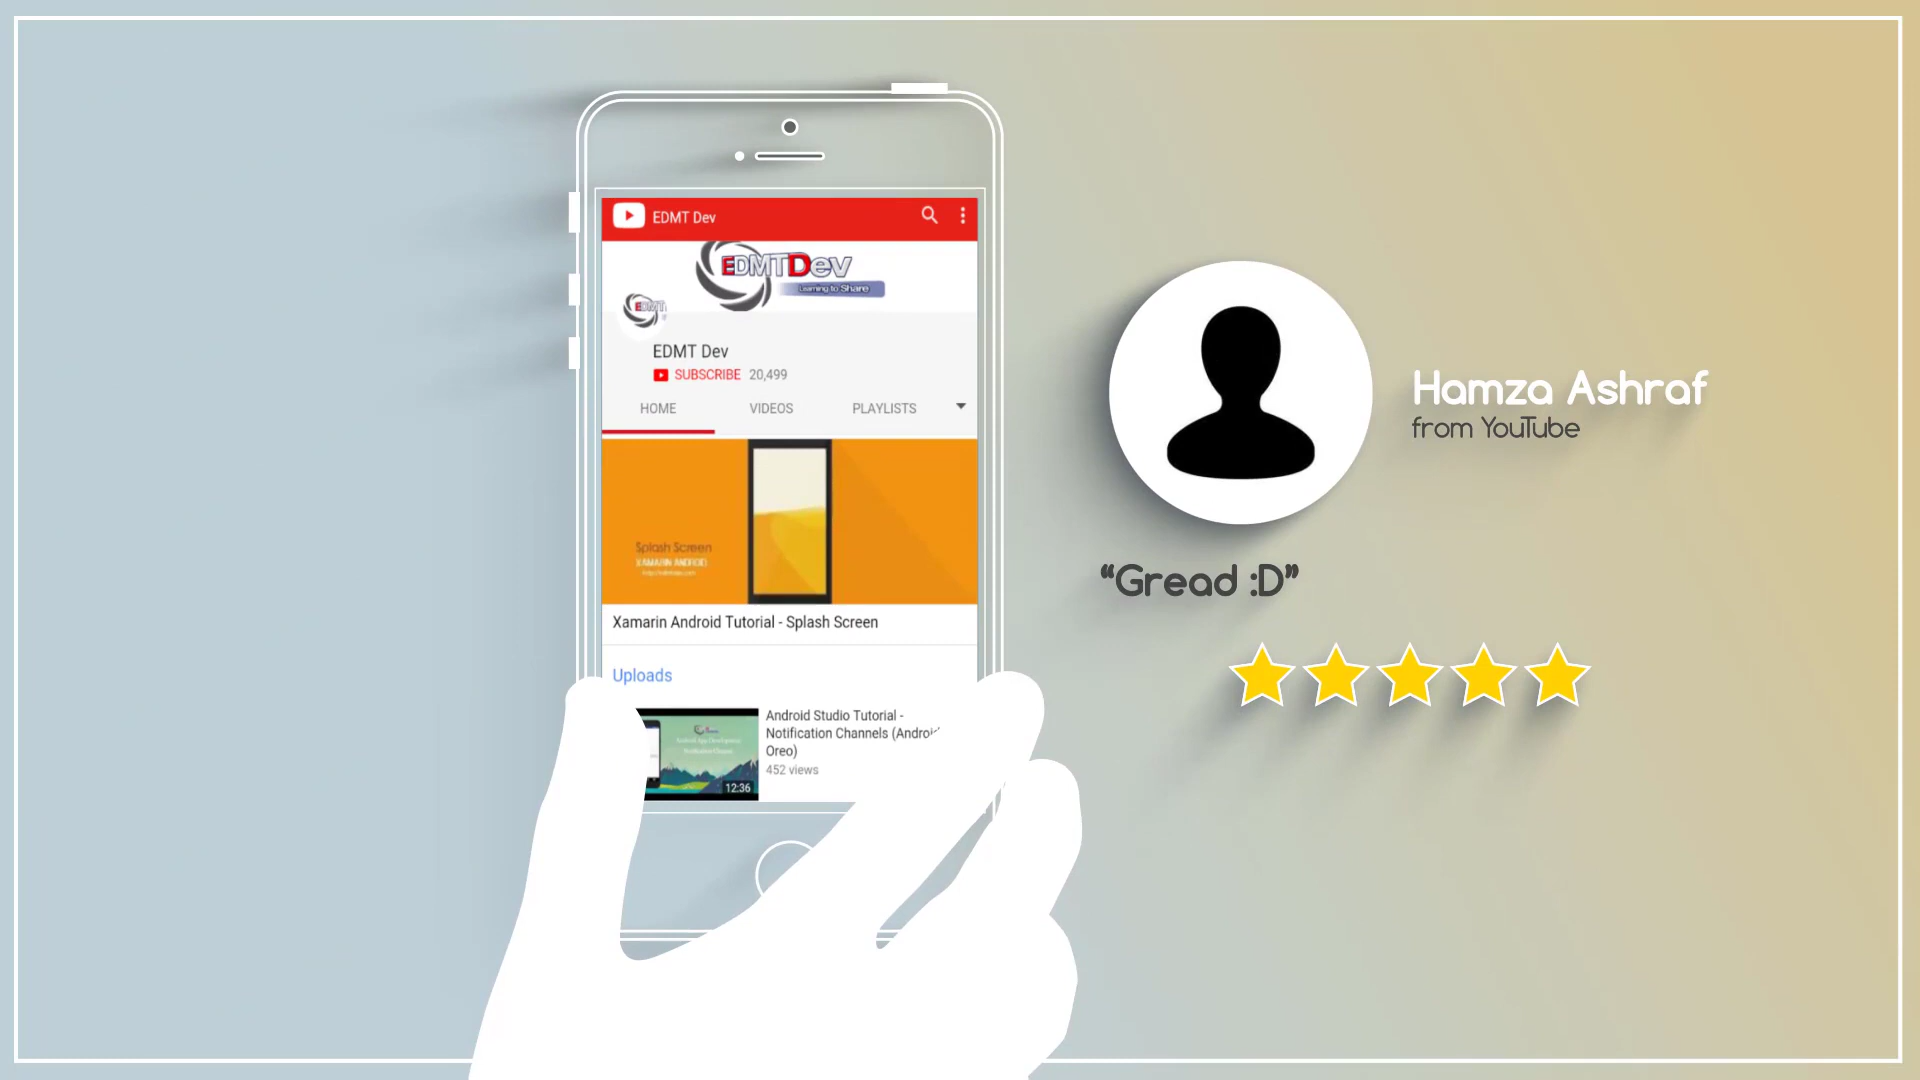 EDMT Dev
EDMTDev
Learning to Share
EDMT
EDMT Dev
SUBSCRIBE 20,499
HOME VIDEOS PLAYLISTS
Splash Screen
XAMARIN ANDROID
Xamarin Android Tutorial - Splash Screen
Uploads
Android Studio Tutorial -
Notification Channels (Androi
Oreo)
452 views
12:36
Hamza Ashraf
from YouTube
“Gread :D”